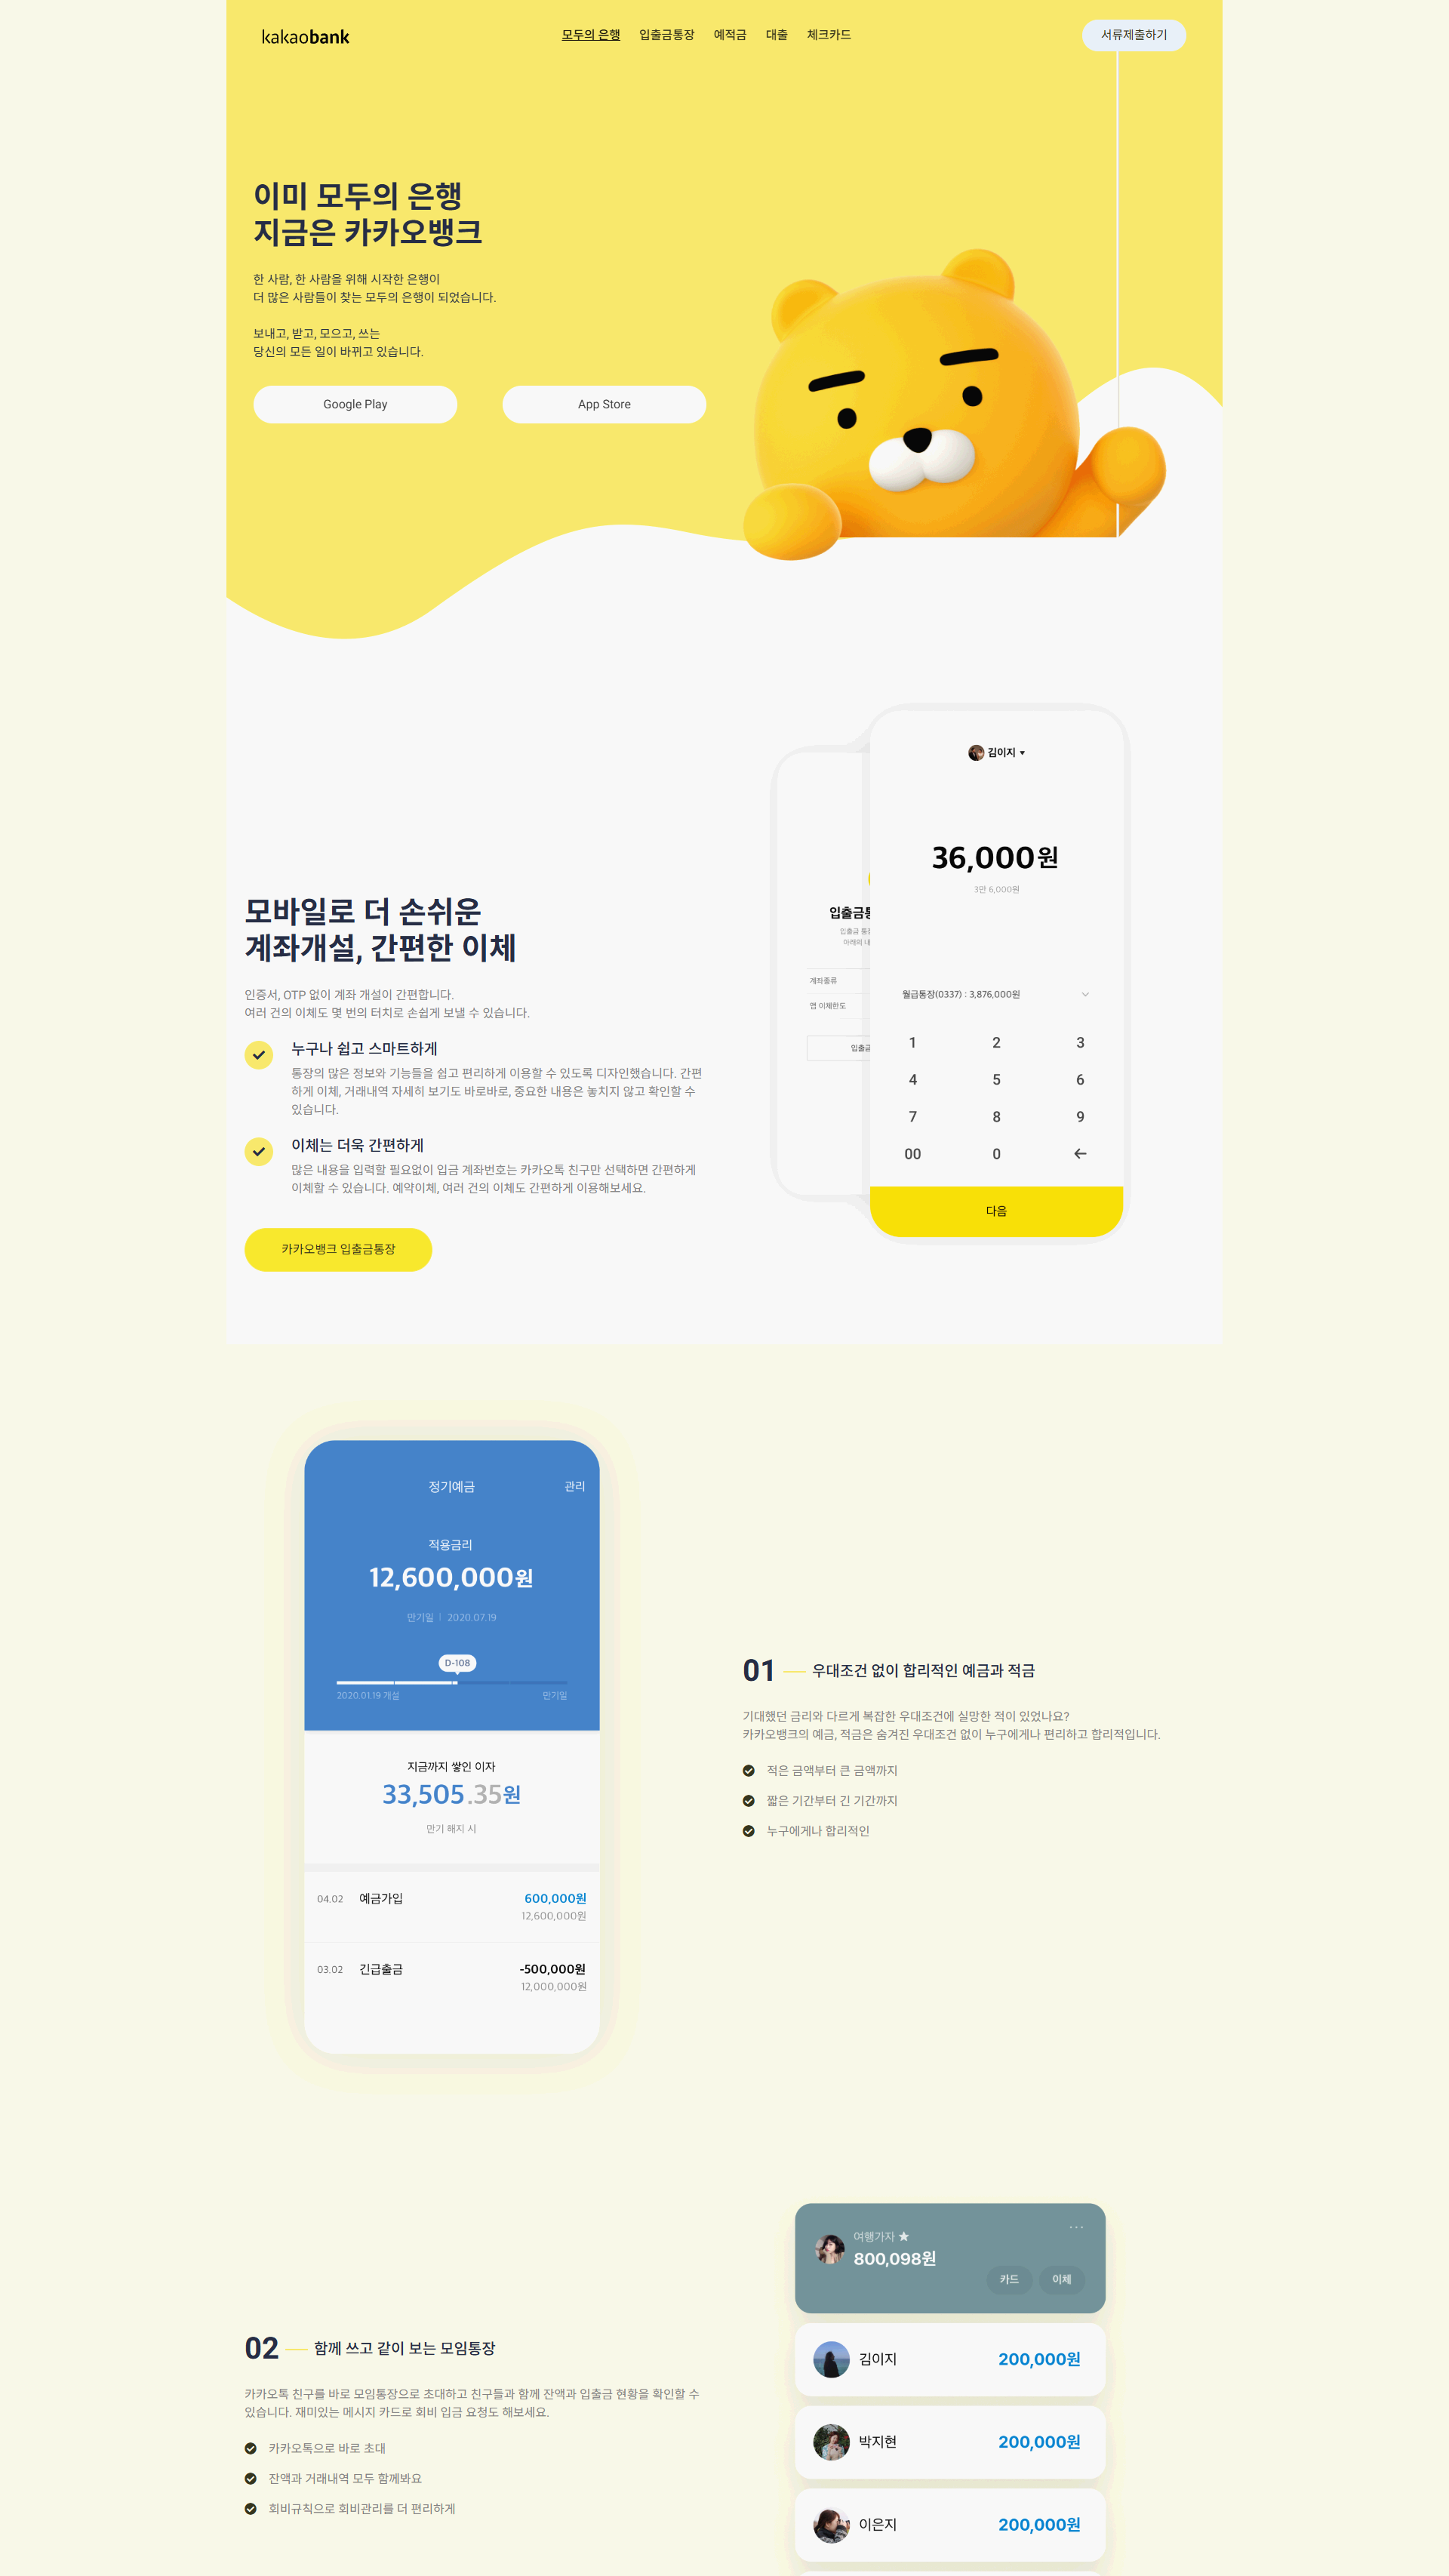 kakaobank
모두의 은행 입출금통장 예적금 대출 체크카드
서류제출하기
이미 모두의 은행
지금은 카카오뱅크
한 사람, 한 사람을 위해 시작한 은행이
더 많은 사람들이 찾는 모두의 은행이 되었습니다.
보내고, 받고, 모으고, 쓰는
당신의 모든 일이 바뀌고 있습니다.
Google Play
App Store
모바일로 더 손쉬운
계좌개설, 간편한 이체
인증서, OTP 없이 계좌 개설이 간편합니다.
여러 건의 이체도 몇 번의 터치로 손쉽게 보낼 수 있습니다.
누구나 쉽고 스마트하게
통장의 많은 정보와 기능들을 쉽고 편리하게 이용할 수 있도록 디자인했습니다. 간편
하게 이체, 거래내역 자세히 보기도 바로바로, 중요한 내용은 놓치지 않고 확인할 수
있습니다.
이체는 더욱 간편하게
많은 내용을 입력할 필요없이 입금 계좌번호는 카카오톡 친구만 선택하면 간편하게
이체할 수 있습니다. 예약이체, 여러 건의 이체도 간편하게 이용해보세요.
카카오뱅크 입출금통장
입출금
입출금 통
아래의 내
계좌종류
앱 이체한도
입출금
김이지
36,000원
3만 6,000원
월급통장(0337) : 3,876,000원
1 2 3
4 5 6
7 8 9
00 0 ←
다음
정기예금
관리
적용금리
12,600,000원
만기일 | 2020.07.19
D-108
2020.01.19 개설
만기일
지금까지 쌓인 이자
33,505.35원
만기 해지 시
04.02 예금가입 600,000원
12,600,000원
03.02 긴급출금 -500,000원
12,000,000원
01 우대조건 없이 합리적인 예금과 적금
기대했던 금리와 다르게 복잡한 우대조건에 실망한 적이 있었나요?
카카오뱅크의 예금, 적금은 숨겨진 우대조건 없이 누구에게나 편리하고 합리적입니다.
적은 금액부터 큰 금액까지
짧은 기간부터 긴 기간까지
누구에게나 합리적인
02 함께 쓰고 같이 보는 모임통장
카카오톡 친구를 바로 모임통장으로 초대하고 친구들과 함께 잔액과 입출금 현황을 확인할 수
있습니다. 재미있는 메시지 카드로 회비 입금 요청도 해보세요.
카카오톡으로 바로 초대
잔액과 거래내역 모두 함께봐요
회비규칙으로 회비관리를 더 편리하게
여행가자 ★
800,098원
카드
이체
김이지 200,000원
박지현 200,000원
이은지 200,000원